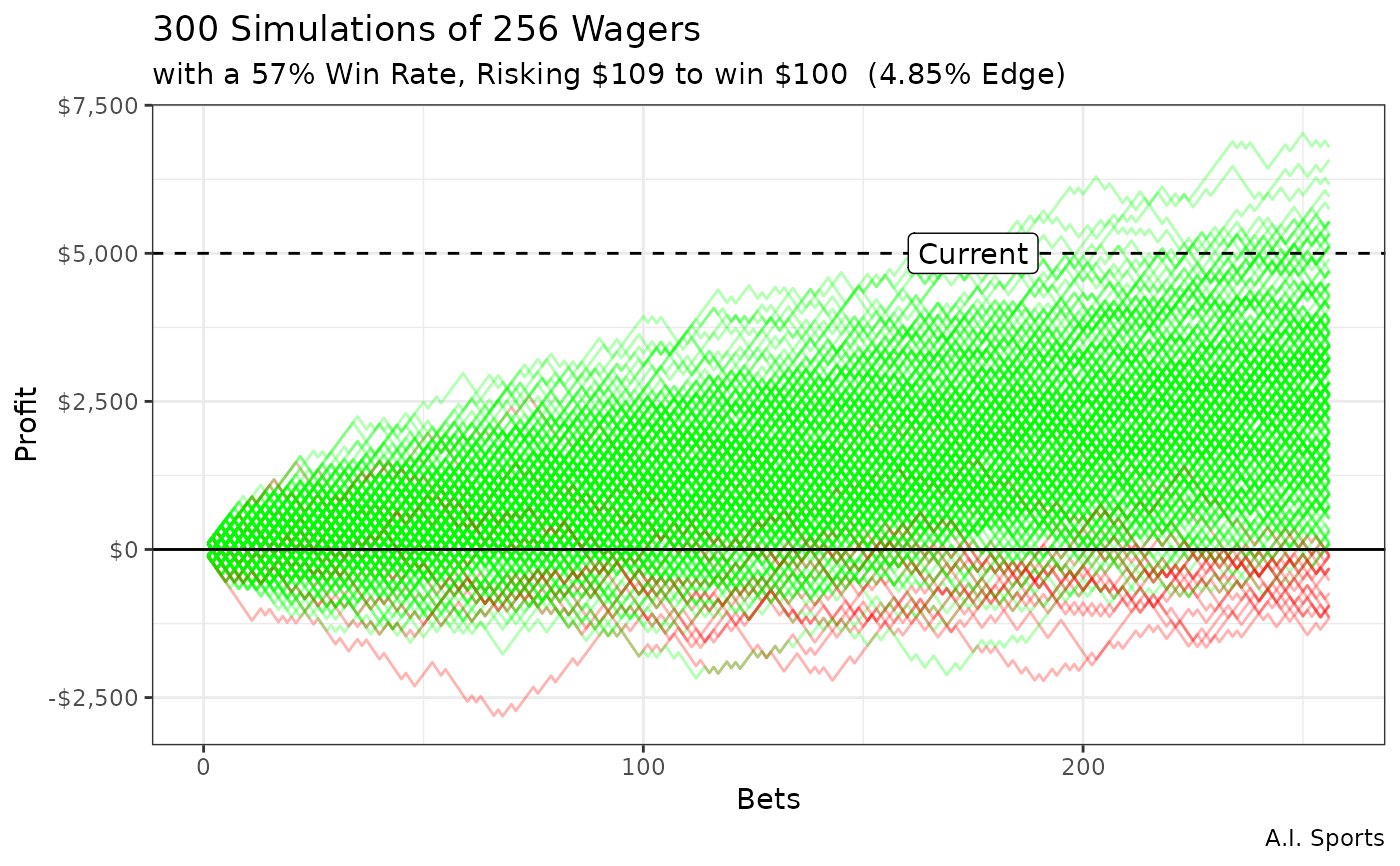 300 Simulations of 256 Wagers
with a 57% Win Rate, Risking $109 to win $100  (4.85% Edge)
$7,500
$5,000
$2,500
$0
-$2,500
Profit
Current
0
100
200
Bets
A.I. Sports